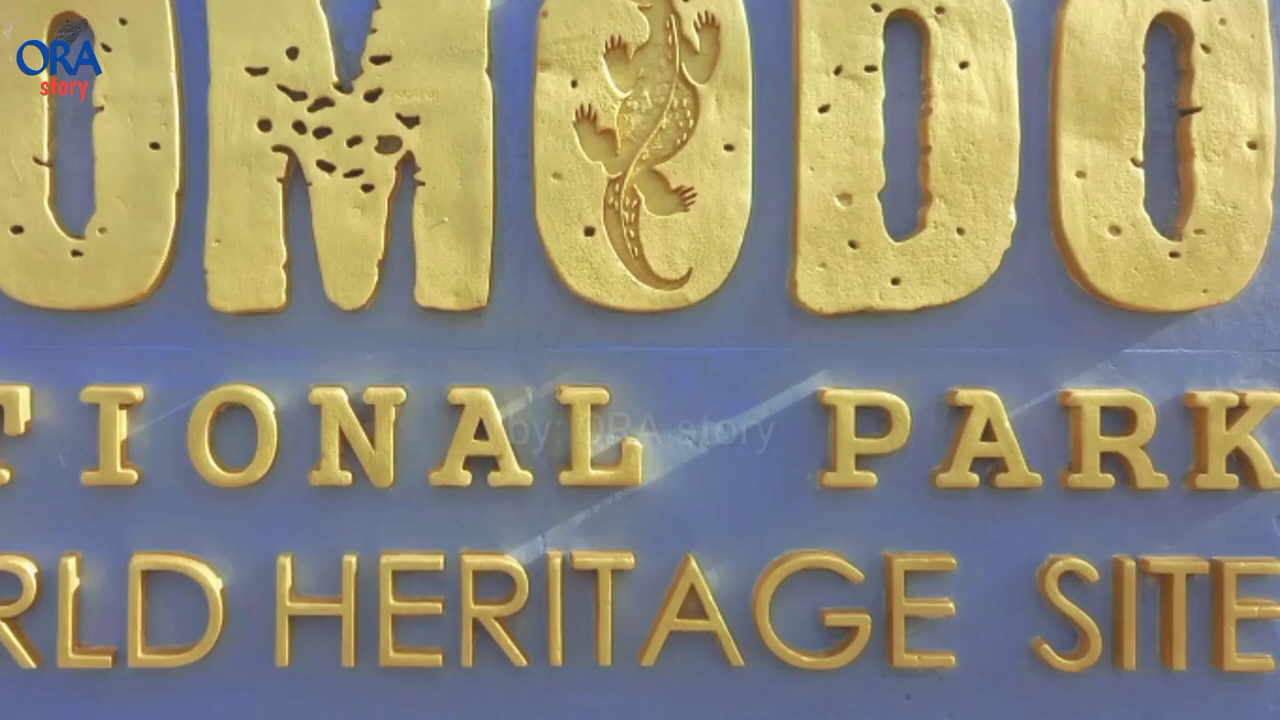 ORA
story
OMODO
TIONAL PARK
by: ORA story
RLD HERITAGE SITE